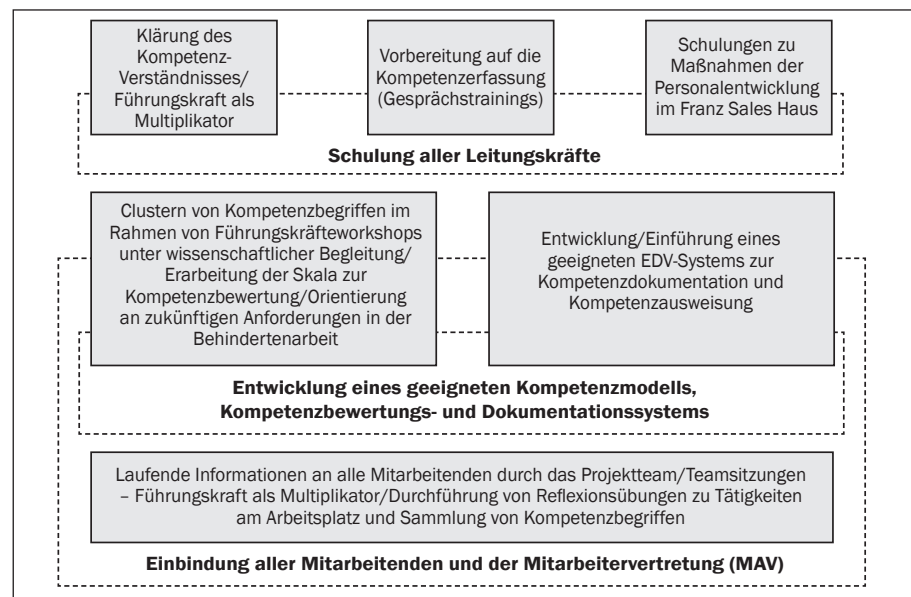 Klärung des
Kompetenz-
Verständnisses/
Führungskraft als
Multiplikator
Vorbereitung auf die
Kompetenzerfassung
(Gesprächstrainings)
Schulungen zu
Maßnahmen der
Personalentwicklung
im Franz Sales Haus
Schulung aller Leitungskräfte
Clustern von Kompetenzbegriffen im
Rahmen von Führungskräfteworkshops
unter wissenschaftlicher Begleitung/
Erarbeitung der Skala zur
Kompetenzbewertung/Orientierung
an zukünftigen Anforderungen in der
Behindertenarbeit
Entwicklung/Einführung eines
geeigneten EDV-Systems zur
Kompetenzdokumentation und
Kompetenzausweisung
Entwicklung eines geeigneten Kompetenzmodells,
Kompetenzbewertungs- und Dokumentationssystems
Laufende Informationen an alle Mitarbeitenden durch das Projektteam/Teamsitzungen
– Führungskraft als Multiplikator/Durchführung von Reflexionsübungen zu Tätigkeiten
am Arbeitsplatz und Sammlung von Kompetenzbegriffen
Einbindung aller Mitarbeitenden und der Mitarbeitervertretung (MAV)